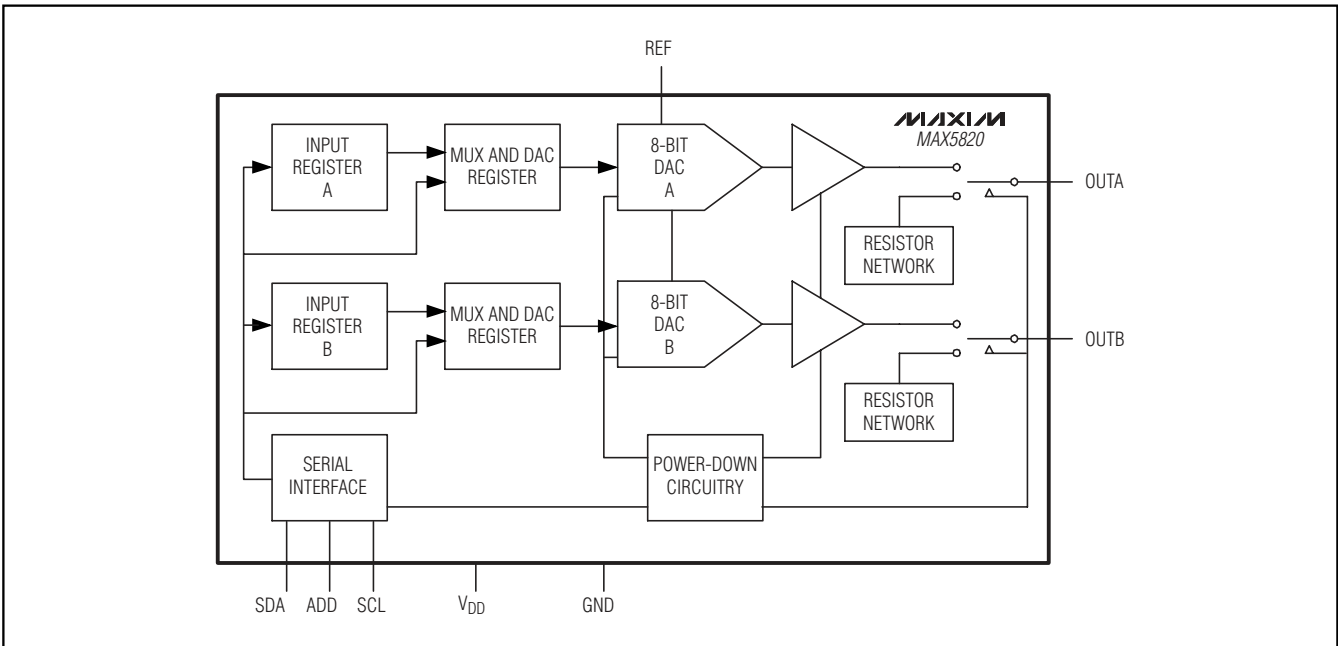 REF
MAXIM
MAX5820
INPUT
REGISTER
A
MUX AND DAC
REGISTER
8-BIT
DAC
A
OUTA
RESISTOR
NETWORK
INPUT
REGISTER
B
MUX AND DAC
REGISTER
8-BIT
DAC
B
OUTB
RESISTOR
NETWORK
SERIAL
INTERFACE
POWER-DOWN
CIRCUITRY
SDA ADD SCL VDD GND